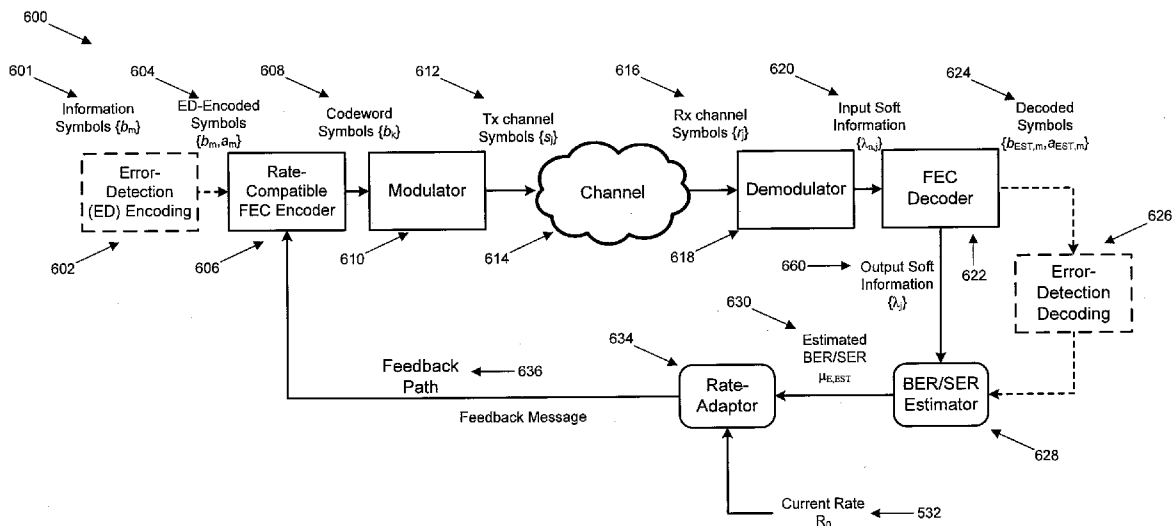 600
601
604
608
612
616
620
624
Information
Symbols {bm}
ED-Encoded
Symbols
{bm,am}
Codeword
Symbols {bk}
Tx channel
Symbols {sj}
Rx channel
Symbols {rj}
Input Soft
Information
{λa,j}
Decoded
Symbols
{bEST,m,aEST,m}
Error-
Detection
(ED) Encoding
Rate-
Compatible
FEC Encoder
Modulator
Channel
Demodulator
FEC
Decoder
626
602
606
610
614
618
622
660
Output Soft
Information
{λj}
Error-
Detection
Decoding
630
Estimated
BER/SER
μE,EST
634
Feedback
Path
636
Feedback Message
Rate-
Adaptor
BER/SER
Estimator
628
Current Rate
R0
532